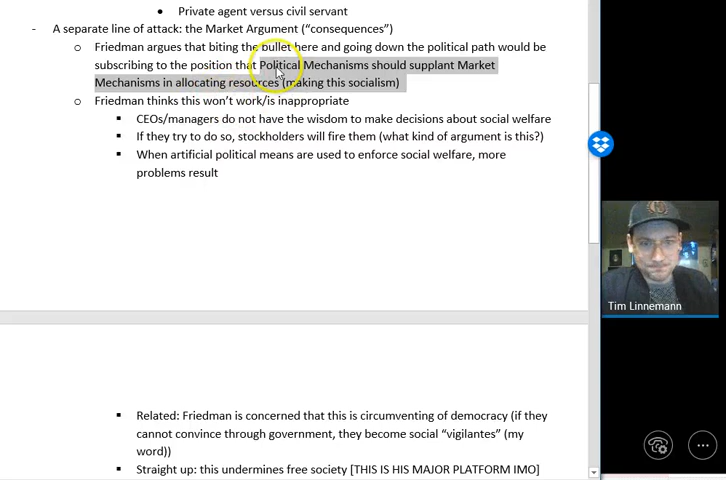 • Private agent versus civil servant
- A separate line of attack: the Market Argument (“consequences”)
o Friedman argues that biting the bullet here and going down the political path would be
subscribing to the position that Political Mechanisms should supplant Market
Mechanisms in allocating resources (making this socialism)
o Friedman thinks this won’t work/is inappropriate
▪ CEOs/managers do not have the wisdom to make decisions about social welfare
▪ If they try to do so, stockholders will fire them (what kind of argument is this?)
▪ When artificial political means are used to enforce social welfare, more
problems result
Tim Linnemann
▪ Related: Friedman is concerned that this is circumventing of democracy (if they
cannot convince through government, they become social “vigilantes” (my
word))
▪ Straight up: this undermines free society [THIS IS HIS MAJOR PLATFORM IMO]